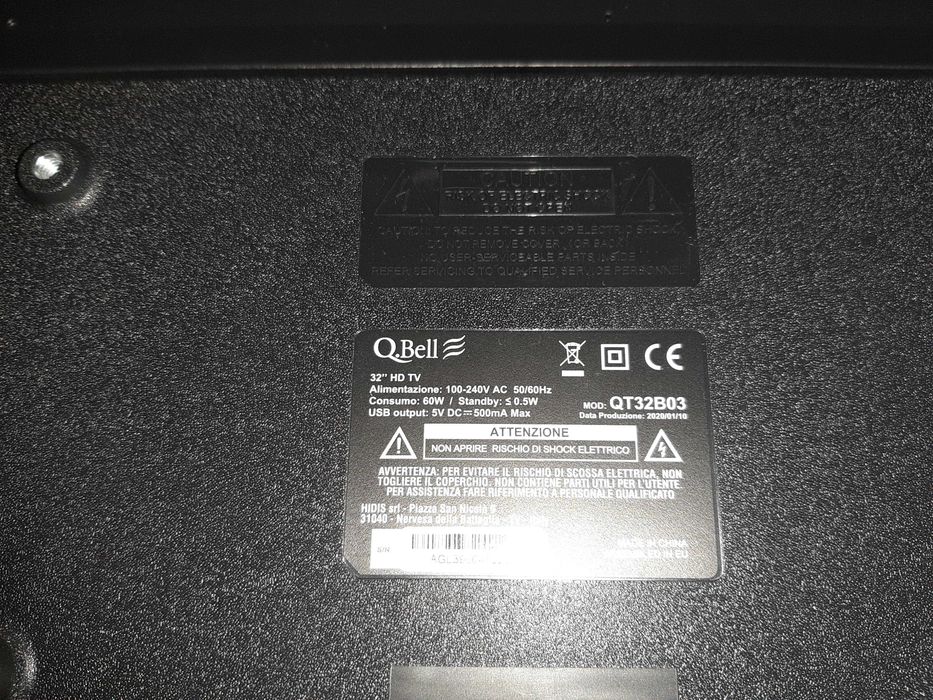 CAUTION
RISK OF ELECTRIC SHOCK
DO NOT OPEN
CAUTION: TO REDUCE THE RISK OF ELECTRIC SHOCK,
DO NOT REMOVE COVER (OR BACK)
NO USER-SERVICEABLE PARTS INSIDE
REFER SERVICING TO QUALIFIED SERVICE PERSONNEL
Q.Bell
CE
32" HD TV
Alimentazione: 100-240V AC 50/60Hz
Consumo: 60W / Standby: ≤ 0.5W
USB output: 5V DC⎓500mA Max
MOD: QT32B03
Data Produzione: 2020/01/10
ATTENZIONE
NON APRIRE RISCHIO DI SHOCK ELETTRICO
AVVERTENZA: PER EVITARE IL RISCHIO DI SCOSSA ELETTRICA, NON
TOGLIERE IL COPERCHIO. NON CONTIENE PARTI UTILI PER L'UTENTE.
PER ASSISTENZA FARE RIFERIMENTO A PERSONALE QUALIFICATO
HIDIS srl - Piazza San Nicolò
31040 - Nervesa della Battaglia -
S/N:
MADE IN CHINA
IN EU